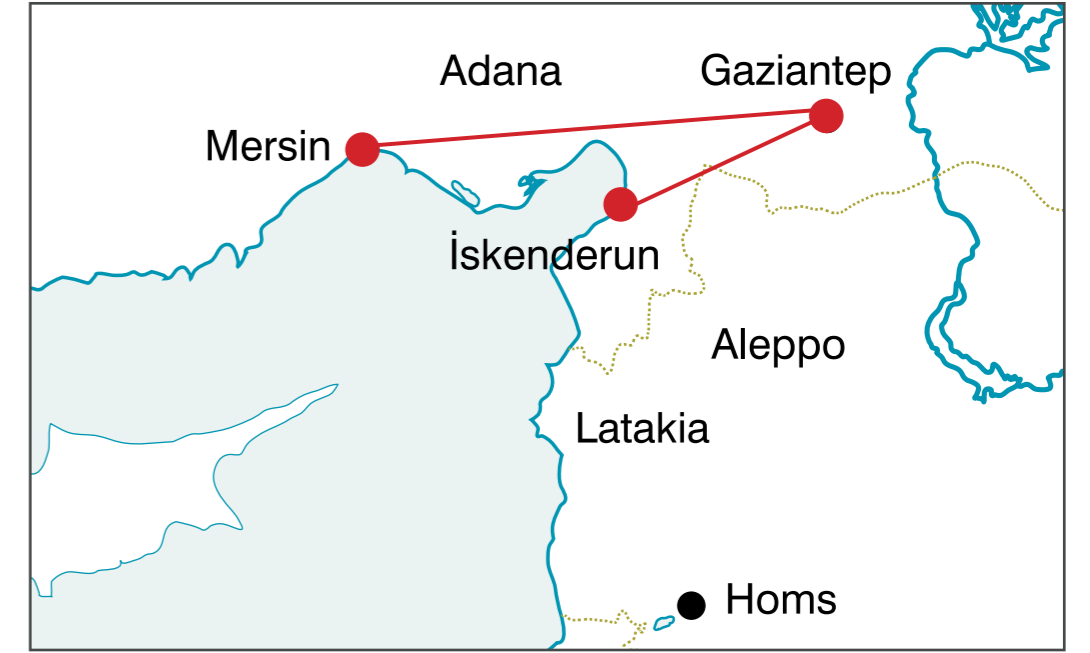 Adana
Gaziantep
Mersin
İskenderun
Aleppo
Latakia
Homs